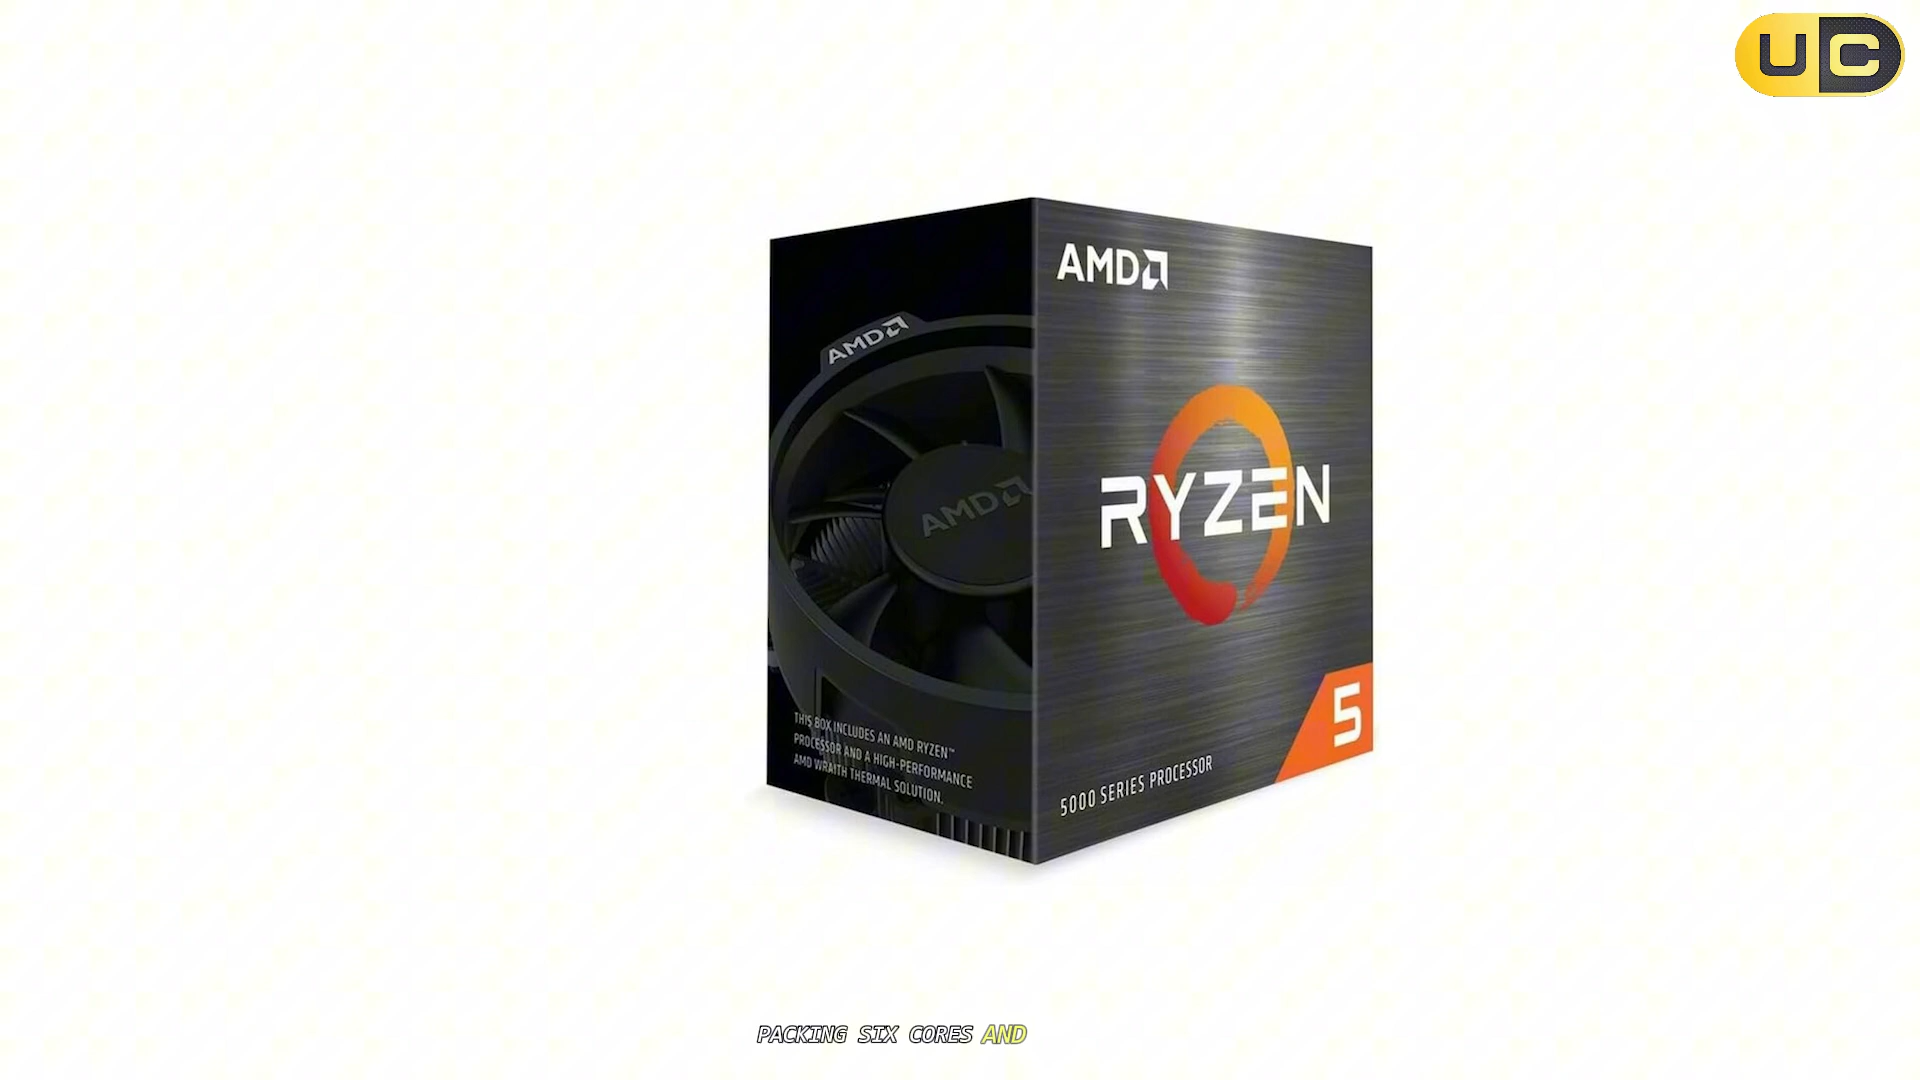 UC
AMD
AMD
AMD
RYZEN
5
THIS BOX INCLUDES AN AMD RYZEN™
PROCESSOR AND A HIGH-PERFORMANCE
AMD WRAITH THERMAL SOLUTION.
5000 SERIES PROCESSOR
PACKING SIX CORES AND